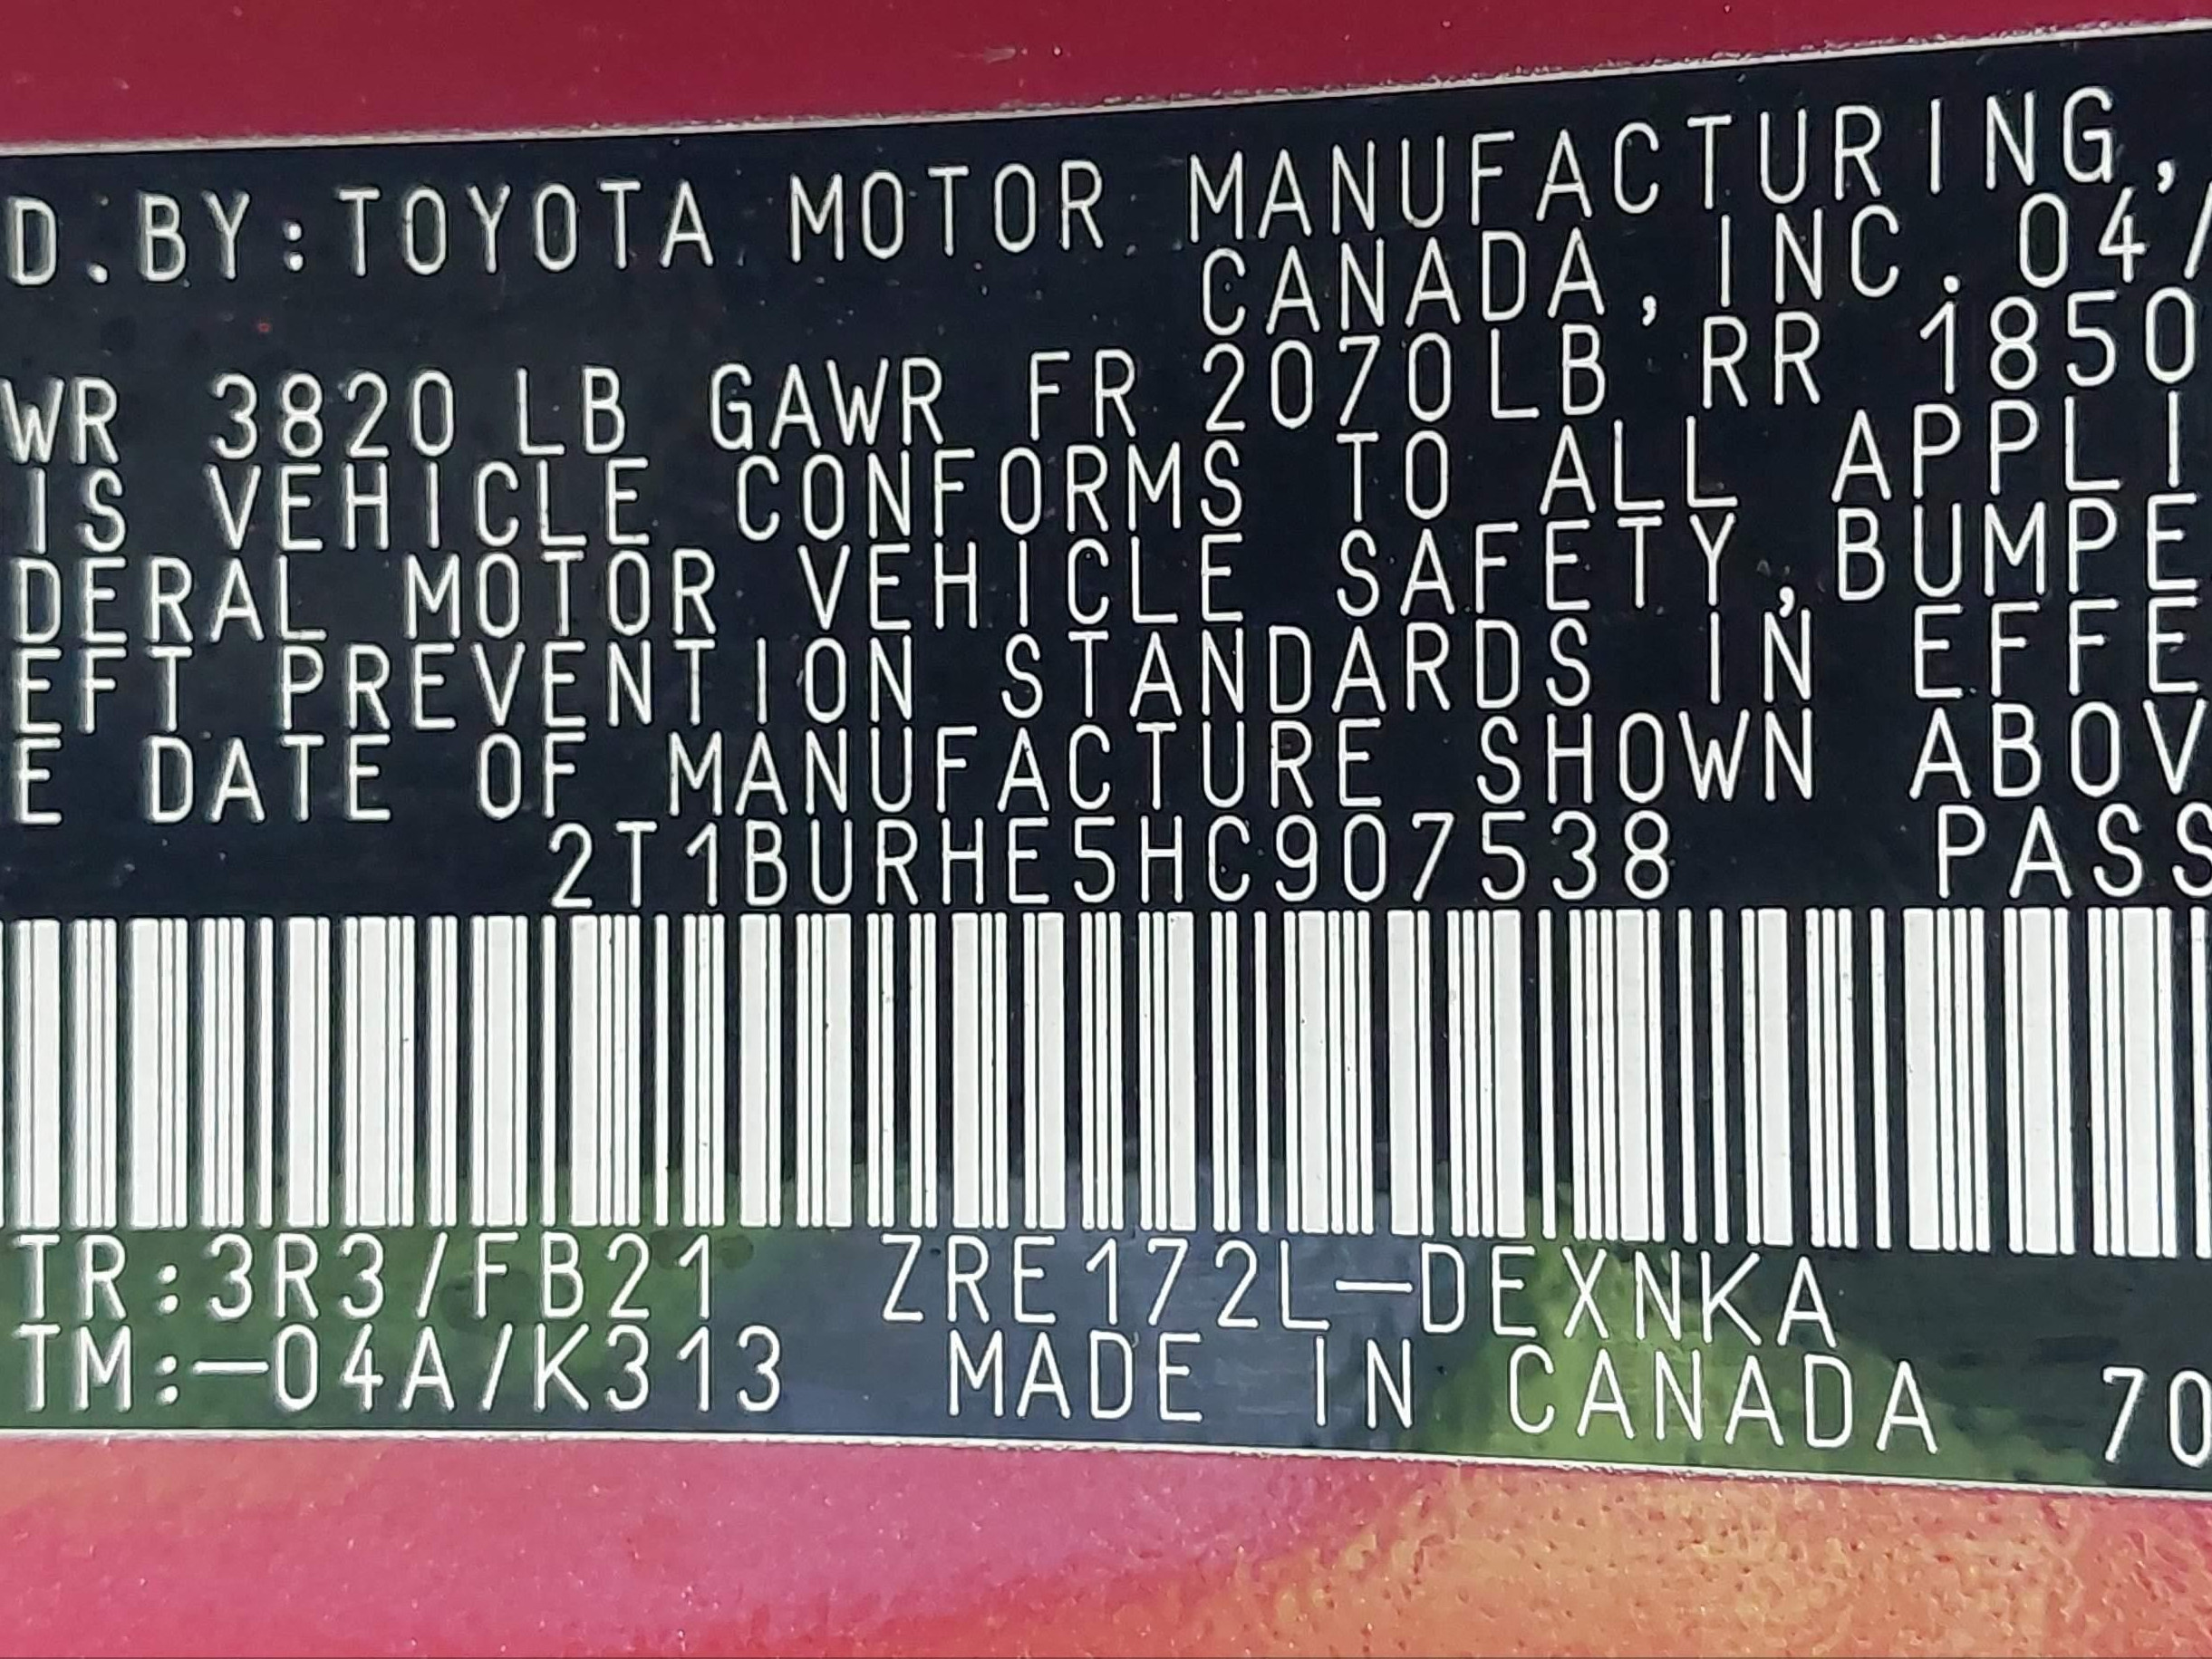 D.BY:TOYOTA MOTOR MANUFACTURING,
CANADA, INC. 04/
WR 3820 LB GAWR FR 2070LB RR 1850
IS VEHICLE CONFORMS TO ALL APPLI
DERAL MOTOR VEHICLE SAFETY,BUMPE
EFT PREVENTION STANDARDS IN EFFE
E DATE OF MANUFACTURE SHOWN ABOV
2T1BURHE5HC907538 PASS
TR:3R3/FB21 ZRE172L-DEXNKA
TM:-04A/K313 MADE IN CANADA 70